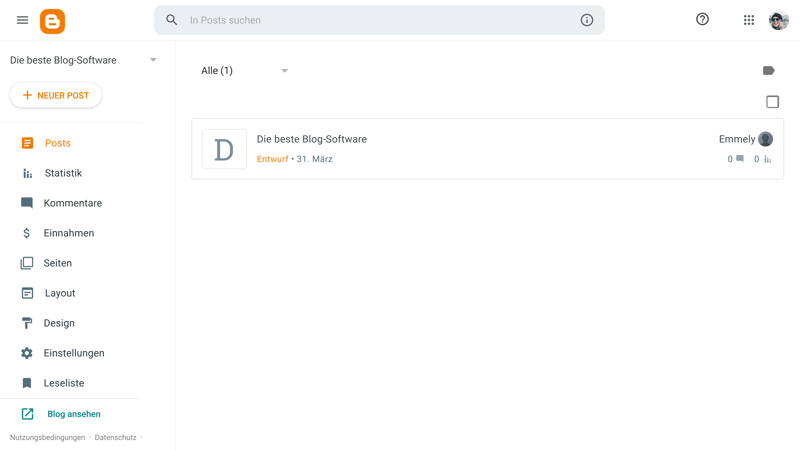 In Posts suchen
Die beste Blog-Software
NEUER POST
Posts
Statistik
Kommentare
Einnahmen
Seiten
Layout
Design
Einstellungen
Leseliste
Blog ansehen
Nutzungsbedingungen · Datenschutz ·
Alle (1)
D
Die beste Blog-Software
Entwurf • 31. März
Emmely
0 0